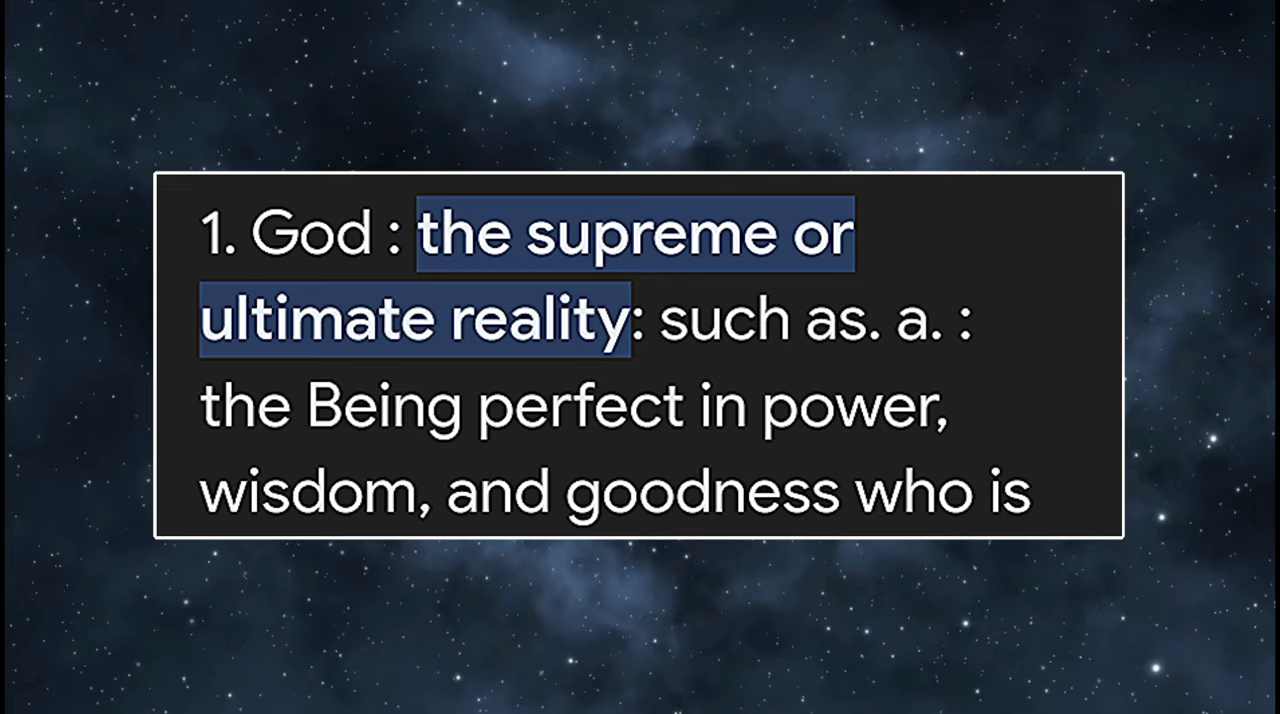 1. God : the supreme or
ultimate reality: such as. a. :
the Being perfect in power,
wisdom, and goodness who is